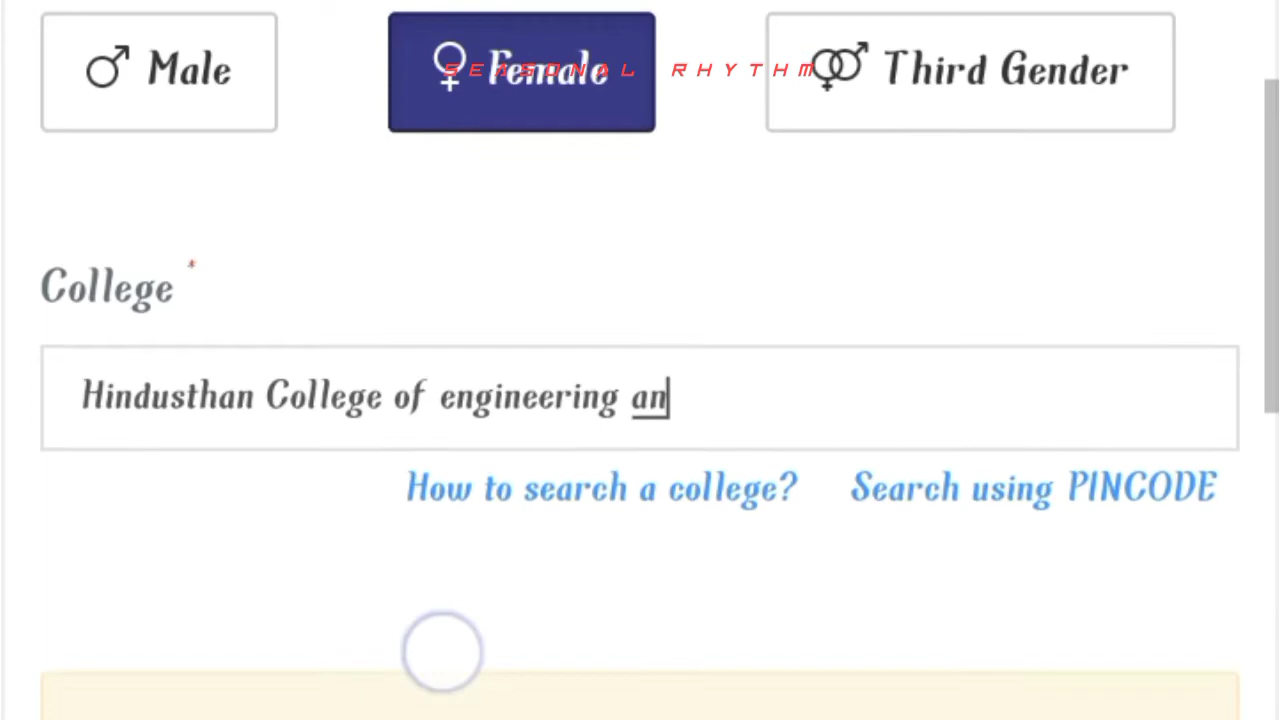 Male Female Third Gender
SEASONAL RHYTHM
College *
Hindusthan College of engineering an
How to search a college? Search using PINCODE